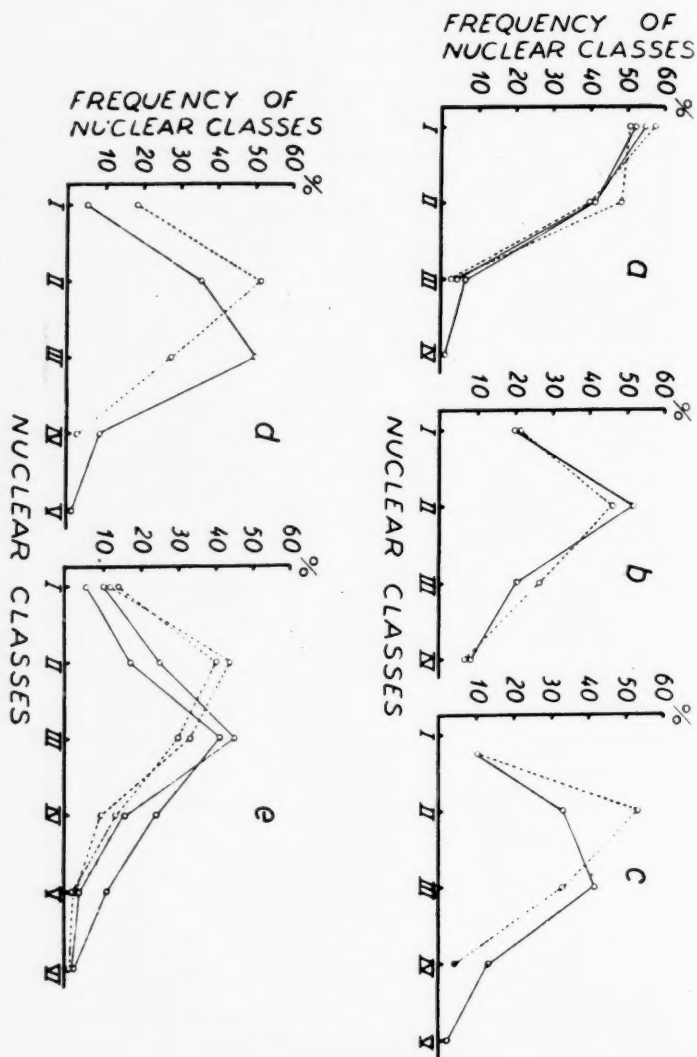 FREQUENCY OF
NUCLEAR CLASSES
%
60
50
40
30
20
10
a
I II III IV
%
60
50
40
30
20
10
b
I II III IV
%
60
50
40
30
20
10
c
I II III IV V
NUCLEAR CLASSES
FREQUENCY OF
NUCLEAR CLASSES
%
60
50
40
30
20
10
d
I II III IV V
%
60
50
40
30
20
10
e
I II III IV V VI
NUCLEAR CLASSES